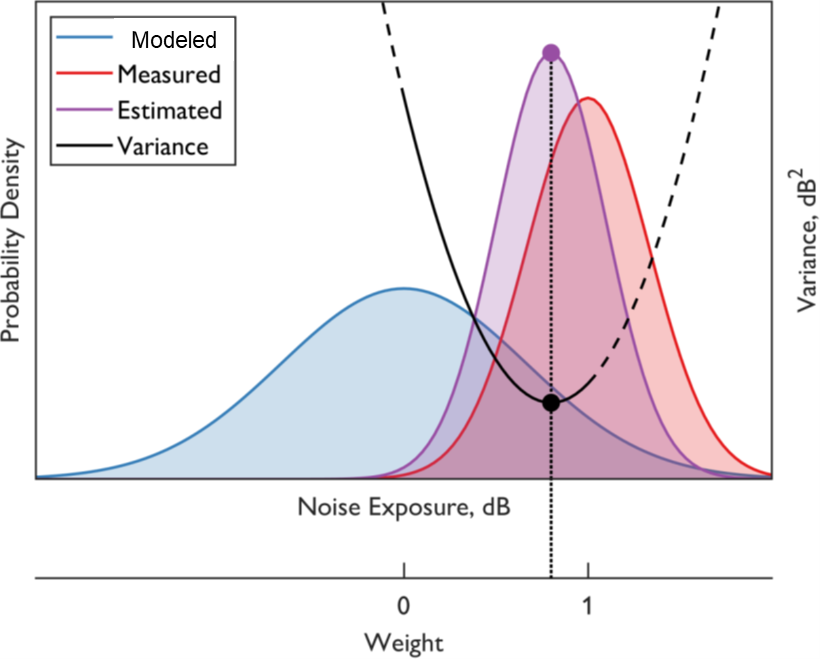 Modeled
Measured
Estimated
Variance
Probability Density
Variance, dB²
Noise Exposure, dB
0 1
Weight